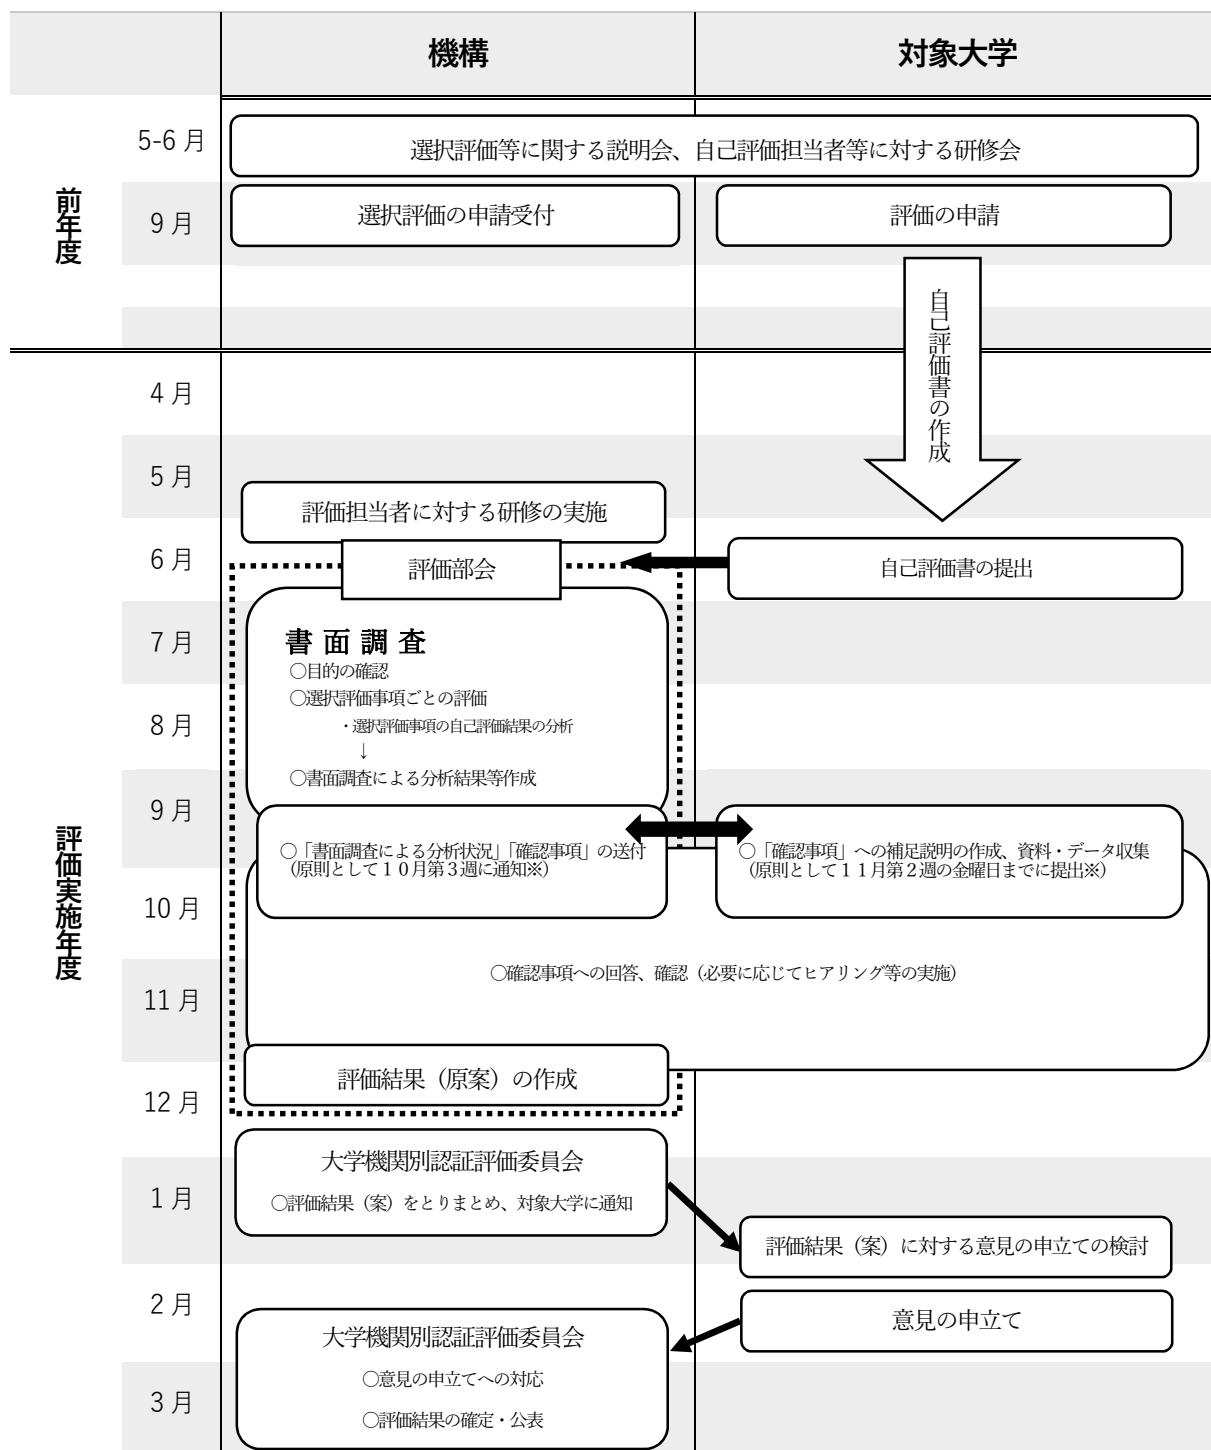 機構
対象大学
前年度
5-6 月
選択評価等に関する説明会、自己評価担当者等に対する研修会
9 月
選択評価の申請受付
評価の申請
自己評価書の作成
評価実施年度
4 月
5 月
評価担当者に対する研修の実施
6 月
評価部会
自己評価書の提出
7 月
書面調査
○目的の確認
○選択評価事項ごとの評価
8 月
・選択評価事項の自己評価結果の分析
↓
○書面調査による分析結果等作成
9 月
○「書面調査による分析状況」「確認事項」の送付
（原則として１０月第３週に通知※）
○「確認事項」への補足説明の作成、資料・データ収集
（原則として１１月第２週の金曜日までに提出※）
10 月
○確認事項への回答、確認（必要に応じてヒアリング等の実施）
11 月
評価結果（原案）の作成
12 月
大学機関別認証評価委員会
○評価結果（案）をとりまとめ、対象大学に通知
1 月
評価結果（案）に対する意見の申立ての検討
2 月
意見の申立て
大学機関別認証評価委員会
○意見の申立てへの対応
3 月
○評価結果の確定・公表